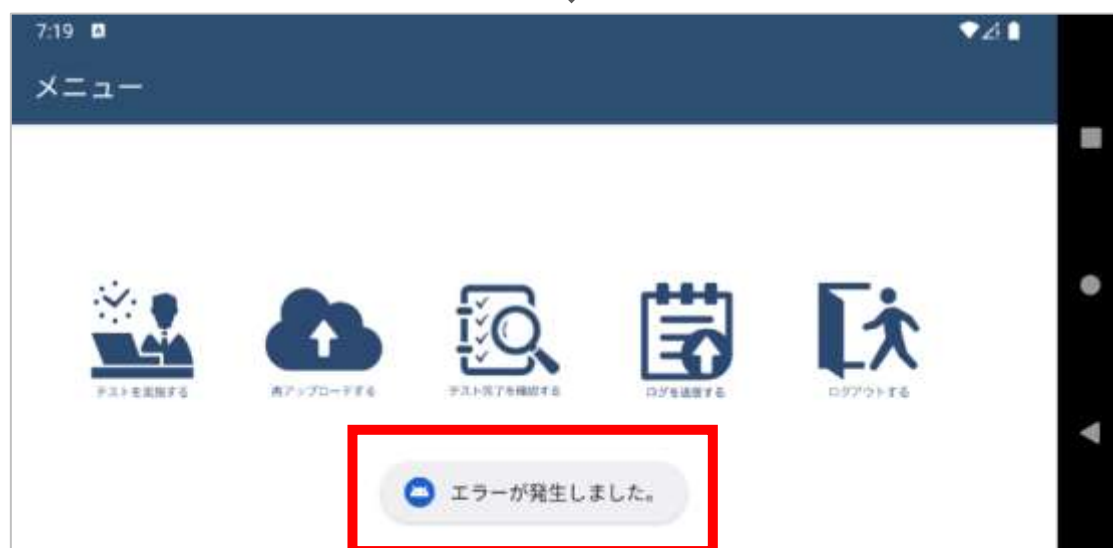 7:19
メニュー
テストを実施する
再アップロードする
テスト完了を確認する
ログを送信する
ログアウトする
エラーが発生しました。